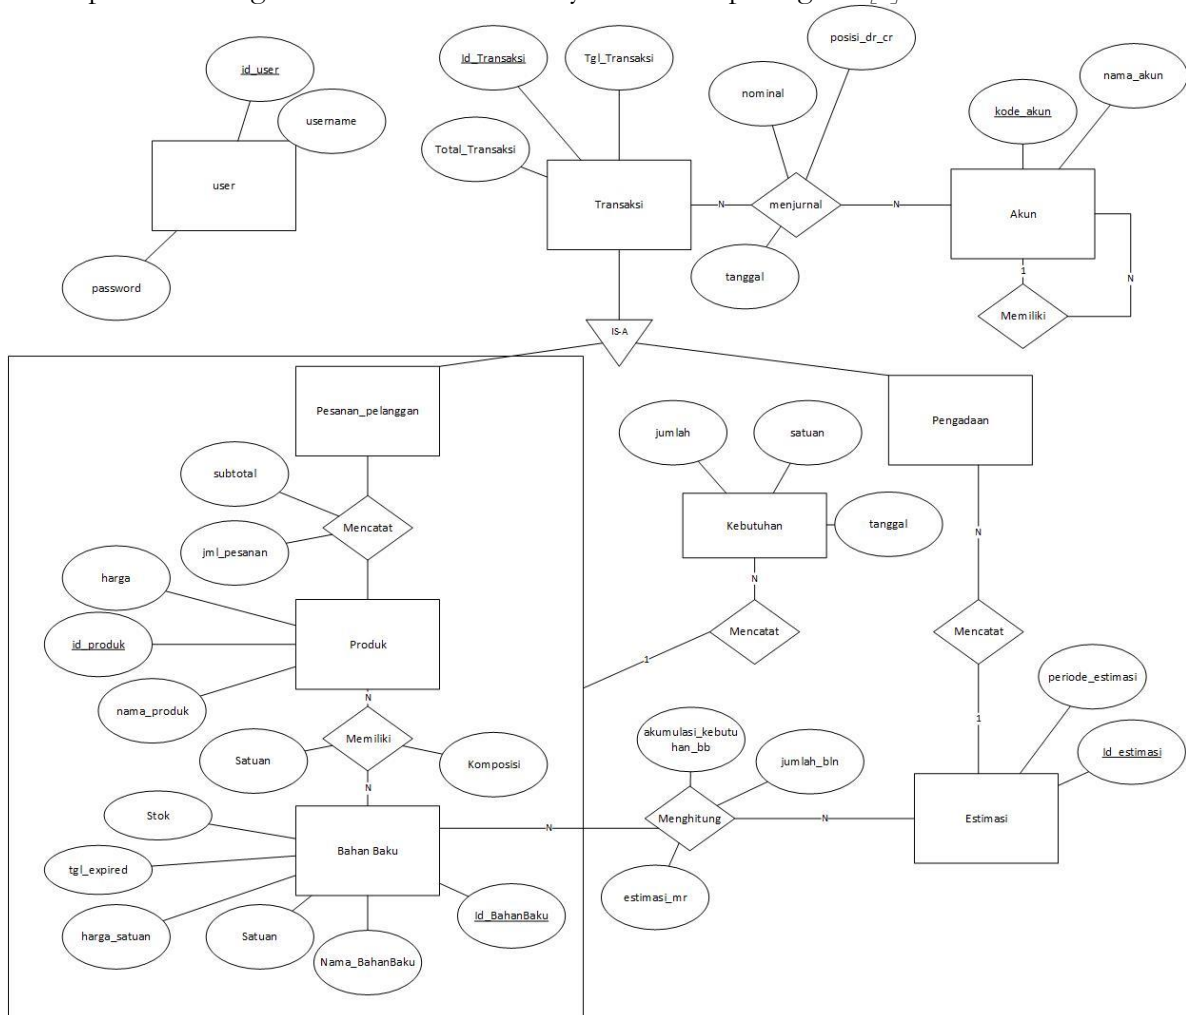 id_user
username
user
password
Id_Transaksi
Tgl_Transaksi
Total_Transaksi
Transaksi
nominal
posisi_dr_cr
N
menjurnal
N
tanggal
kode_akun
nama_akun
Akun
1
N
Memiliki
IS-A
Pesanan_pelanggan
subtotal
Mencatat
jml_pesanan
harga
id_produk
Produk
nama_produk
N
Memiliki
Satuan
Komposisi
N
Stok
Bahan Baku
tgl_expired
harga_satuan
Satuan
Nama_BahanBaku
Id_BahanBaku
jumlah
satuan
Kebutuhan
tanggal
N
Mencatat
1
Pengadaan
N
Mencatat
1
periode_estimasi
Id_estimasi
Estimasi
akumulasi_kebutu
han_bb
jumlah_bln
N
Menghitung
N
estimasi_mr